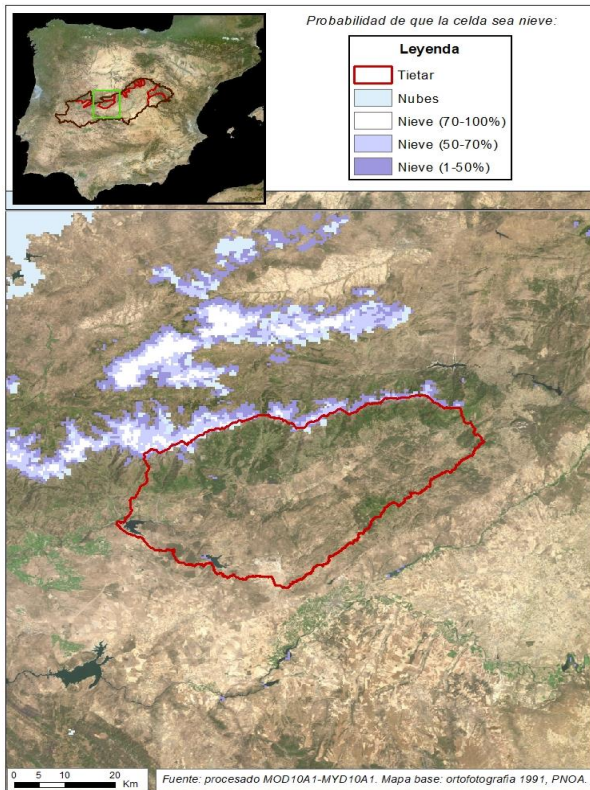 Probabilidad de que la celda sea nieve:
Leyenda
Tietar
Nubes
Nieve (70-100%)
Nieve (50-70%)
Nieve (1-50%)
0 5 10 20
Km
Fuente: procesado MOD10A1-MYD10A1. Mapa base: ortofotografia 1991, PNOA.